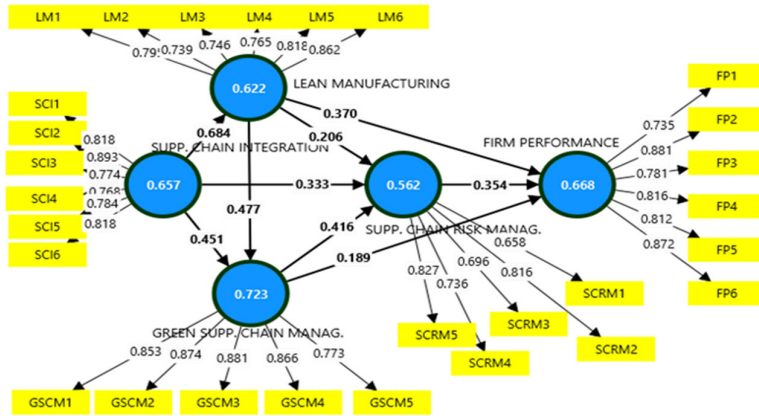 LM1 LM2 LM3 LM4 LM5 LM6
0.739 0.746 0.765 0.818 0.862
0.622 LEAN MANUFACTURING
FP1
SCI1
SCI2
SCI3
SCI4
SCI5
SCI6
0.818
0.893
0.774
0.768
0.784
0.818
0.684
SUPP. CHAIN INTEGRATION
0.657
0.370
0.206
0.333
0.477
0.451
0.416
0.189
FIRM PERFORMANCE
0.562
0.354
0.668
SUPP. CHAIN RISK MANAG.
0.735
0.881
0.781
0.816
0.812
0.872
FP2
FP3
FP4
FP5
FP6
0.723
GREEN SUPP. CHAIN MANAG.
0.827
0.736
0.696
0.816
0.658
SCRM1
SCRM2
SCRM3
SCRM4
SCRM5
0.853 0.874 0.881 0.866 0.773
GSCM1 GSCM2 GSCM3 GSCM4 GSCM5